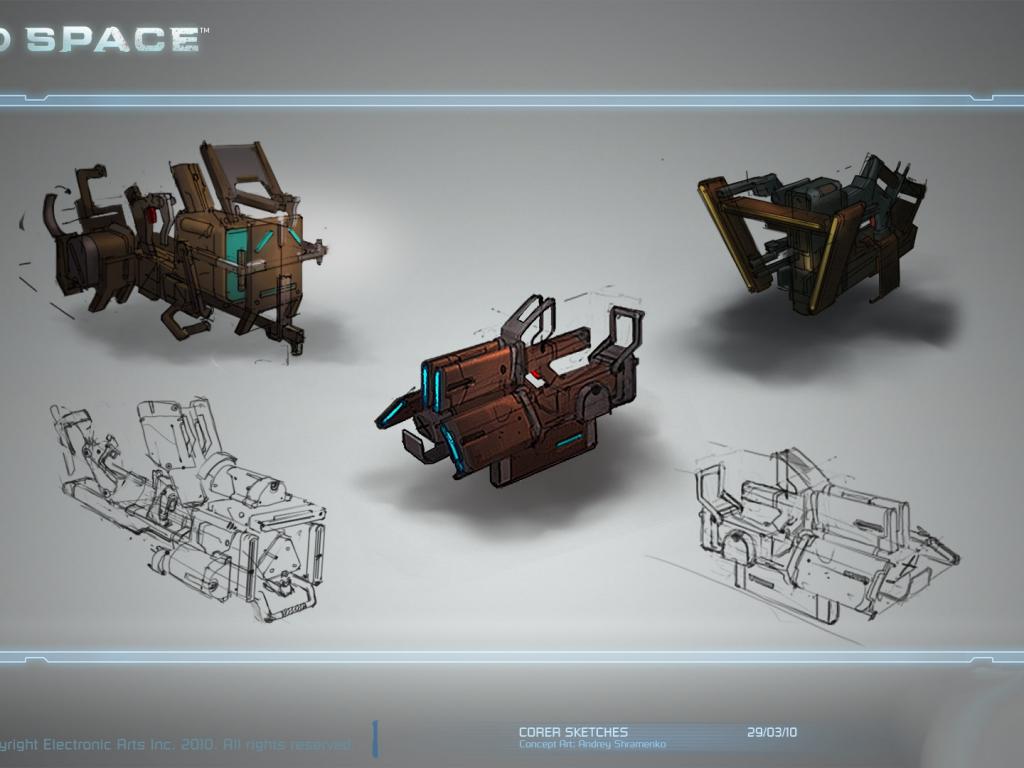 D SPACE™
yright Electronic Arts Inc. 2010. All rights reserved
CORER SKETCHES
29/03/10
Concept Art: Andrey Shramenko